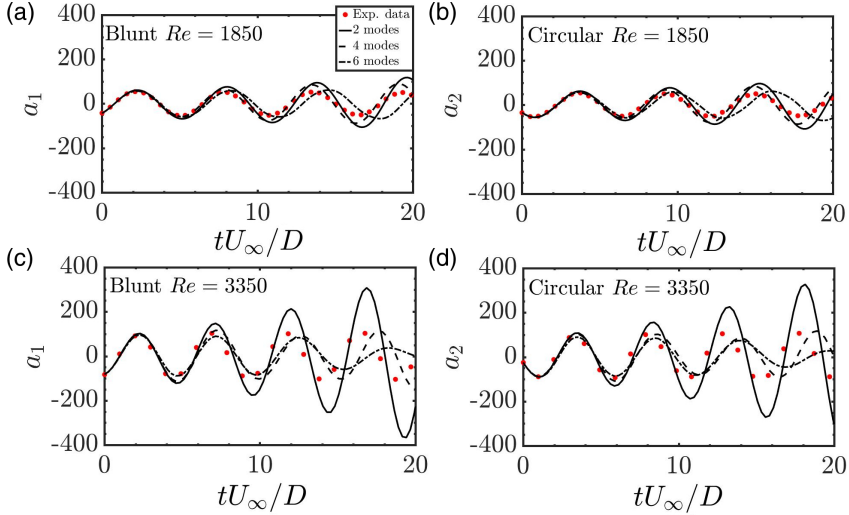 (a)
400
200
0
-200
-400
a₁
Blunt Re = 1850
Exp. data
2 modes
4 modes
6 modes
0 10 20
tU∞/D
(b)
400
200
0
-200
-400
a₂
Circular Re = 1850
0 10 20
tU∞/D
(c)
400
200
0
-200
-400
a₁
Blunt Re = 3350
0 10 20
tU∞/D
(d)
400
200
0
-200
-400
a₂
Circular Re = 3350
0 10 20
tU∞/D